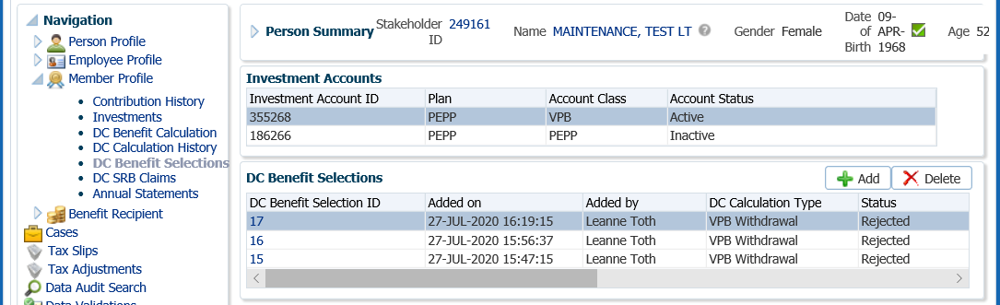 Navigation
Person Profile
Employee Profile
Member Profile
Contribution History
Investments
DC Benefit Calculation
DC Calculation History
DC Benefit Selections
DC SRB Claims
Annual Statements
Benefit Recipient
Cases
Tax Slips
Tax Adjustments
Data Audit Search
Data Validations
Person Summary Stakeholder ID 249161 Name MAINTENANCE, TEST LT Gender Female Date of Birth 09-APR-1968 Age 52
Investment Accounts
Investment Account ID Plan Account Class Account Status
355268 PEPP VPB Active
186266 PEPP PEPP Inactive
DC Benefit Selections Add Delete
DC Benefit Selection ID Added on Added by DC Calculation Type Status
17 27-JUL-2020 16:19:15 Leanne Toth VPB Withdrawal Rejected
16 27-JUL-2020 15:56:37 Leanne Toth VPB Withdrawal Rejected
15 27-JUL-2020 15:47:15 Leanne Toth VPB Withdrawal Rejected